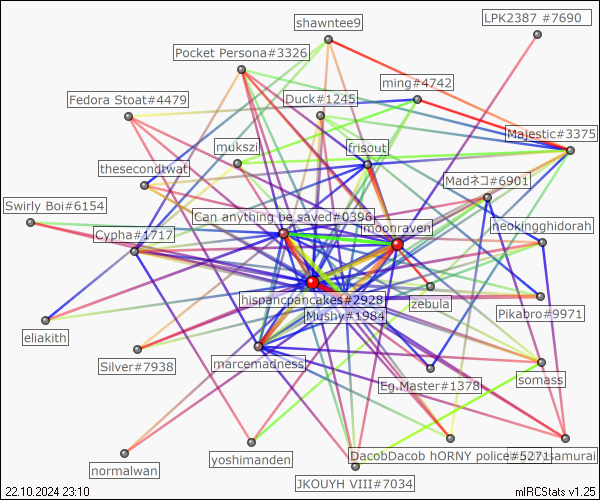 shawntee9
LPK2387 #7690
Pocket Persona#3326
ming#4742
Fedora Stoat#4479
Duck#1245
Majestic#3375
mukszi
frisout
thesecondtwat
Madネコ#6901
Swirly Boi#6154
Can anything be saved#0396
moonraven
neokingghidorah
Cypha#1717
hispancpancakes#2928
zebula
Pikabro#9971
Mushy#1984
eliakith
Silver#7938
marcemadness
Eg.Master#1378
somass
DacobDacob hORNY police#5271
samurai
normalwan
yoshimanden
JKOUYH VIII#7034
22.10.2024 23:10
mIRCStats v1.25